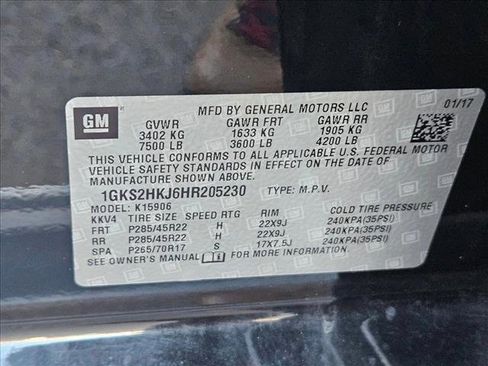 GM
MFD BY GENERAL MOTORS LLC 01/17
GVWR GAWR FRT GAWR RR
3402 KG 1633 KG 1905 KG
7500 LB 3600 LB 4200 LB
THIS VEHICLE CONFORMS TO ALL APPLICABLE U.S. FEDERAL MOTOR
VEHICLE SAFETY STANDARDS IN EFFECT ON THE DATE OF
MANUFACTURE SHOWN ABOVE.
1GKS2HKJ6HR205230 TYPE: M.P.V.
MODEL: K15906
KKV4 TIRE SIZE SPEED RTG RIM COLD TIRE PRESSURE
FRT P285/45R22 H 22X9J 240KPA(35PSI)
RR P285/45R22 H 22X9J 240KPA(35PSI)
SPA P265/70R17 S 17X7.5J 240KPA(35PSI)
SEE OWNER'S MANUAL FOR ADDITIONAL INFORMATION.